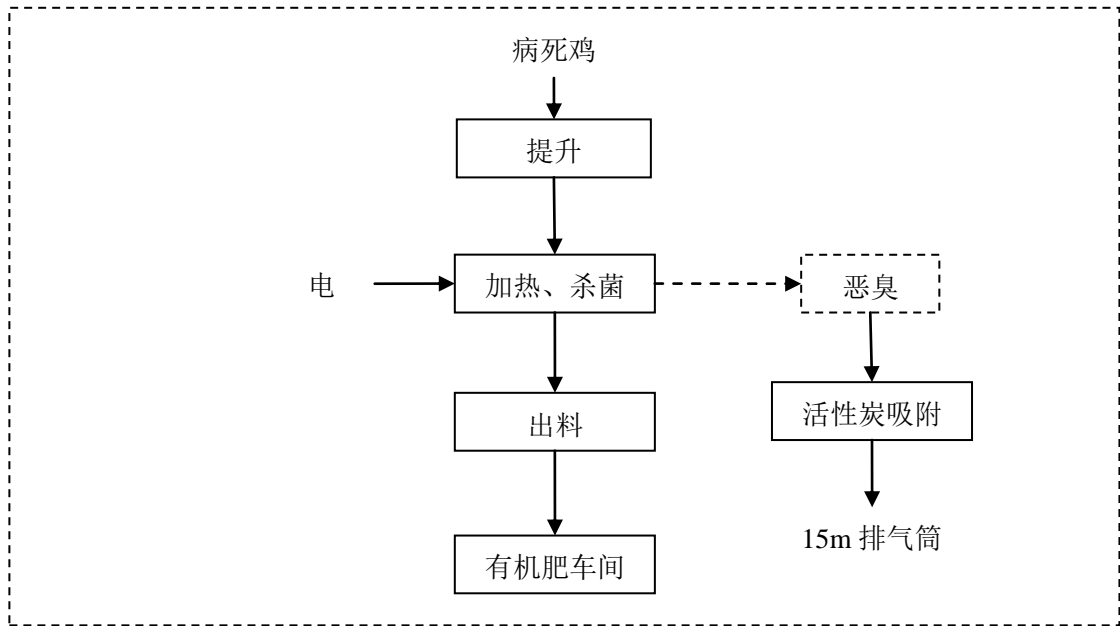 病死鸡
提升
电
加热、杀菌
恶臭
出料
活性炭吸附
有机肥车间
15m 排气筒